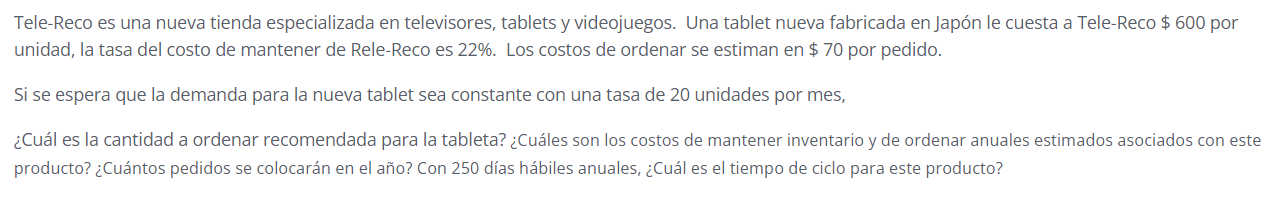 Tele-Reco es una nueva tienda especializada en televisores, tablets y videojuegos.  Una tablet nueva fabricada en Japón le cuesta a Tele-Reco $ 600 por
unidad, la tasa del costo de mantener de Rele-Reco es 22%.  Los costos de ordenar se estiman en $ 70 por pedido.
Si se espera que la demanda para la nueva tablet sea constante con una tasa de 20 unidades por mes,
¿Cuál es la cantidad a ordenar recomendada para la tableta? ¿Cuáles son los costos de mantener inventario y de ordenar anuales estimados asociados con este
producto? ¿Cuántos pedidos se colocarán en el año? Con 250 días hábiles anuales, ¿Cuál es el tiempo de ciclo para este producto?